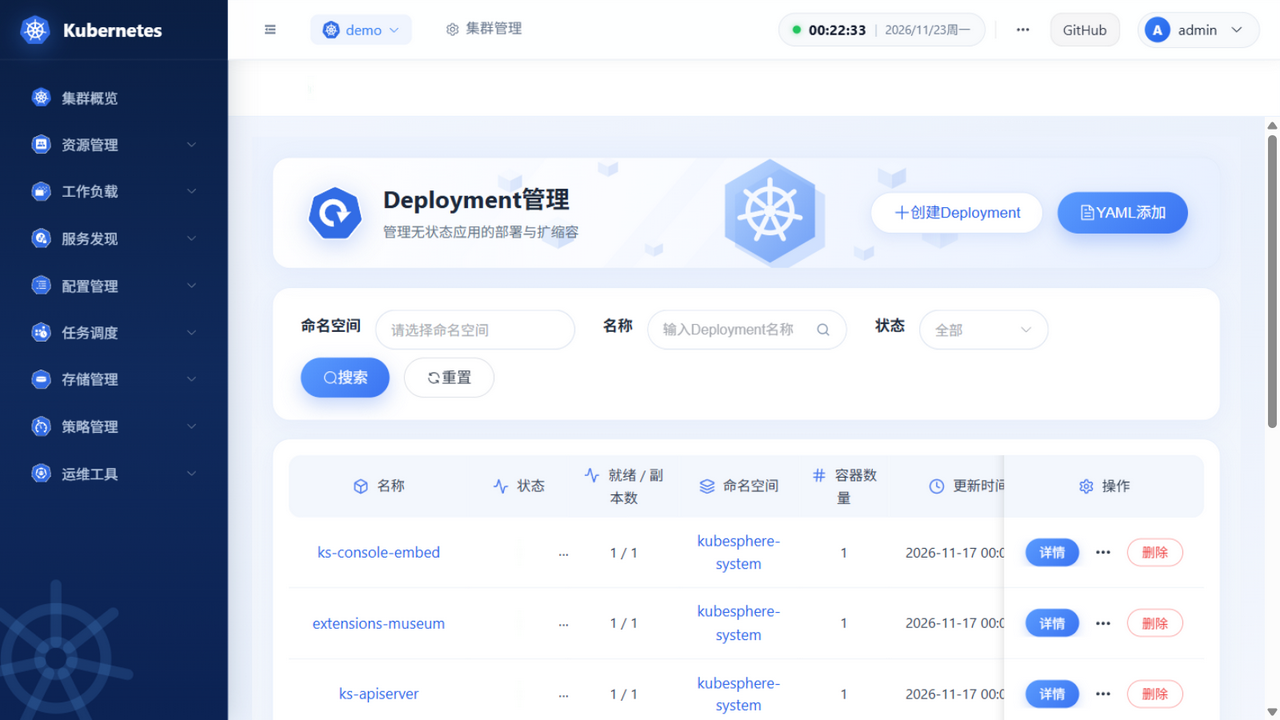 Kubernetes
demo
集群管理
00:22:33
2026/11/23周一
GitHub
A
admin
集群概览
资源管理
工作负载
服务发现
配置管理
任务调度
存储管理
策略管理
运维工具
Deployment管理
管理无状态应用的部署与扩缩容
创建Deployment
YAML添加
命名空间
请选择命名空间
名称
输入Deployment名称
状态
全部
搜索
重置
名称
状态
就绪 / 副
本数
命名空间
容器数
量
更新时间
操作
ks-console-embed
...
1 / 1
kubesphere-
system
1
2026-11-17 00:0
详情
删除
extensions-museum
...
1 / 1
kubesphere-
system
1
2026-11-17 00:0
详情
删除
ks-apiserver
...
1 / 1
kubesphere-
system
1
2026-11-17 00:0
详情
删除